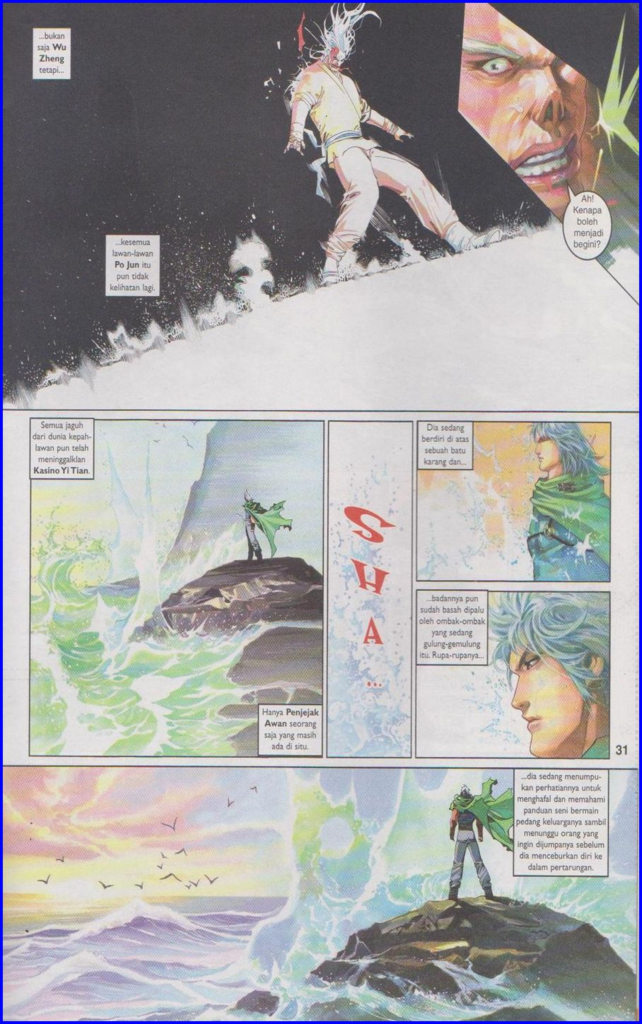 ...bukan
saja Wu
Zheng
tetapi...
Ah!
Kenapa
boleh
menjadi
begini?
...kesemua
lawan-lawan
Po Jun itu
pun tidak
kelihatan lagi.
Semua jaguh
dari dunia kepah-
lawan pun telah
meninggalkan
Kasino Yi Tian.
Hanya Penjejak
Awan seorang
saja yang masih
ada di situ.
SHA...
Dia sedang
berdiri di atas
sebuah batu
karang dan...
...badannya pun
sudah basah dipalu
oleh ombak-ombak
yang sedang
gulung-gemulung
itu. Rupa-rupanya...
31
...dia sedang menumpu-
kan perhatiannya untuk
menghafal dan memahami
panduan seni bermain
pedang keluarganya sambil
menunggu orang yang
ingin dijumpanya sebelum
dia menceburkan diri ke
dalam pertarungan.